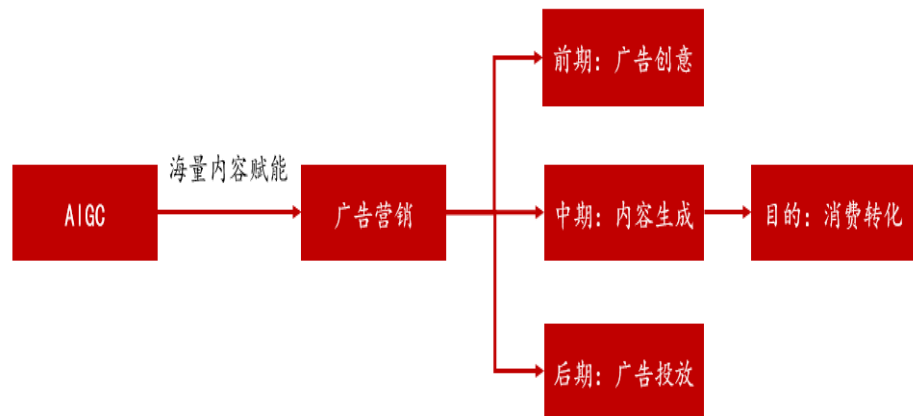 前期：广告创意
海量内容赋能
AIGC
广告营销
中期：内容生成
目的：消费转化
后期：广告投放